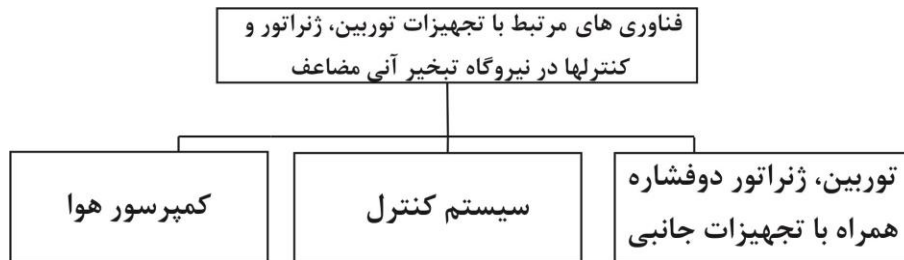 فناوری های مرتبط با تجهیزات توربین، ژنراتور و
کنترلها در نیروگاه تبخیر آنی مضاعف
توربین، ژنراتور دوفشاره
همراه با تجهیزات جانبی
سیستم کنترل
کمپرسور هوا